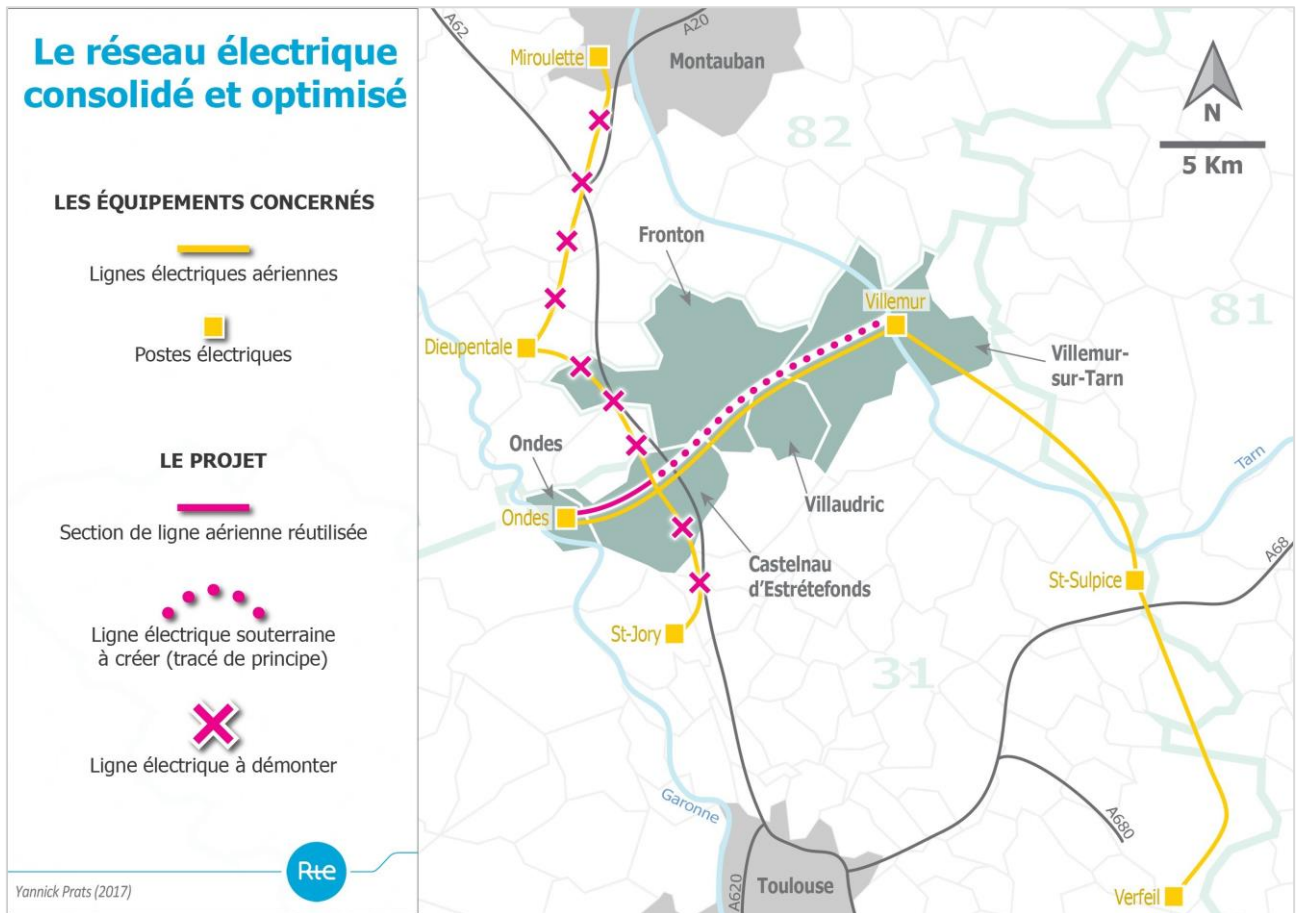 Le réseau électrique
consolidé et optimisé
LES ÉQUIPEMENTS CONCERNÉS
Lignes électriques aériennes
Postes électriques
LE PROJET
Section de ligne aérienne réutilisée
Ligne électrique souterraine
à créer (tracé de principe)
Ligne électrique à démonter
Rte
Yannick Prats (2017)
A62
A20
Miroulette
Montauban
82
N
5 Km
Fronton
Villemur
81
Dieupentale
Villemur-
sur-Tarn
Ondes
Tarn
Villaudric
Ondes
A68
Castelnau
d'Estrétefonds
St-Sulpice
St-Jory
31
Garonne
A680
A620
Toulouse
Verfeil